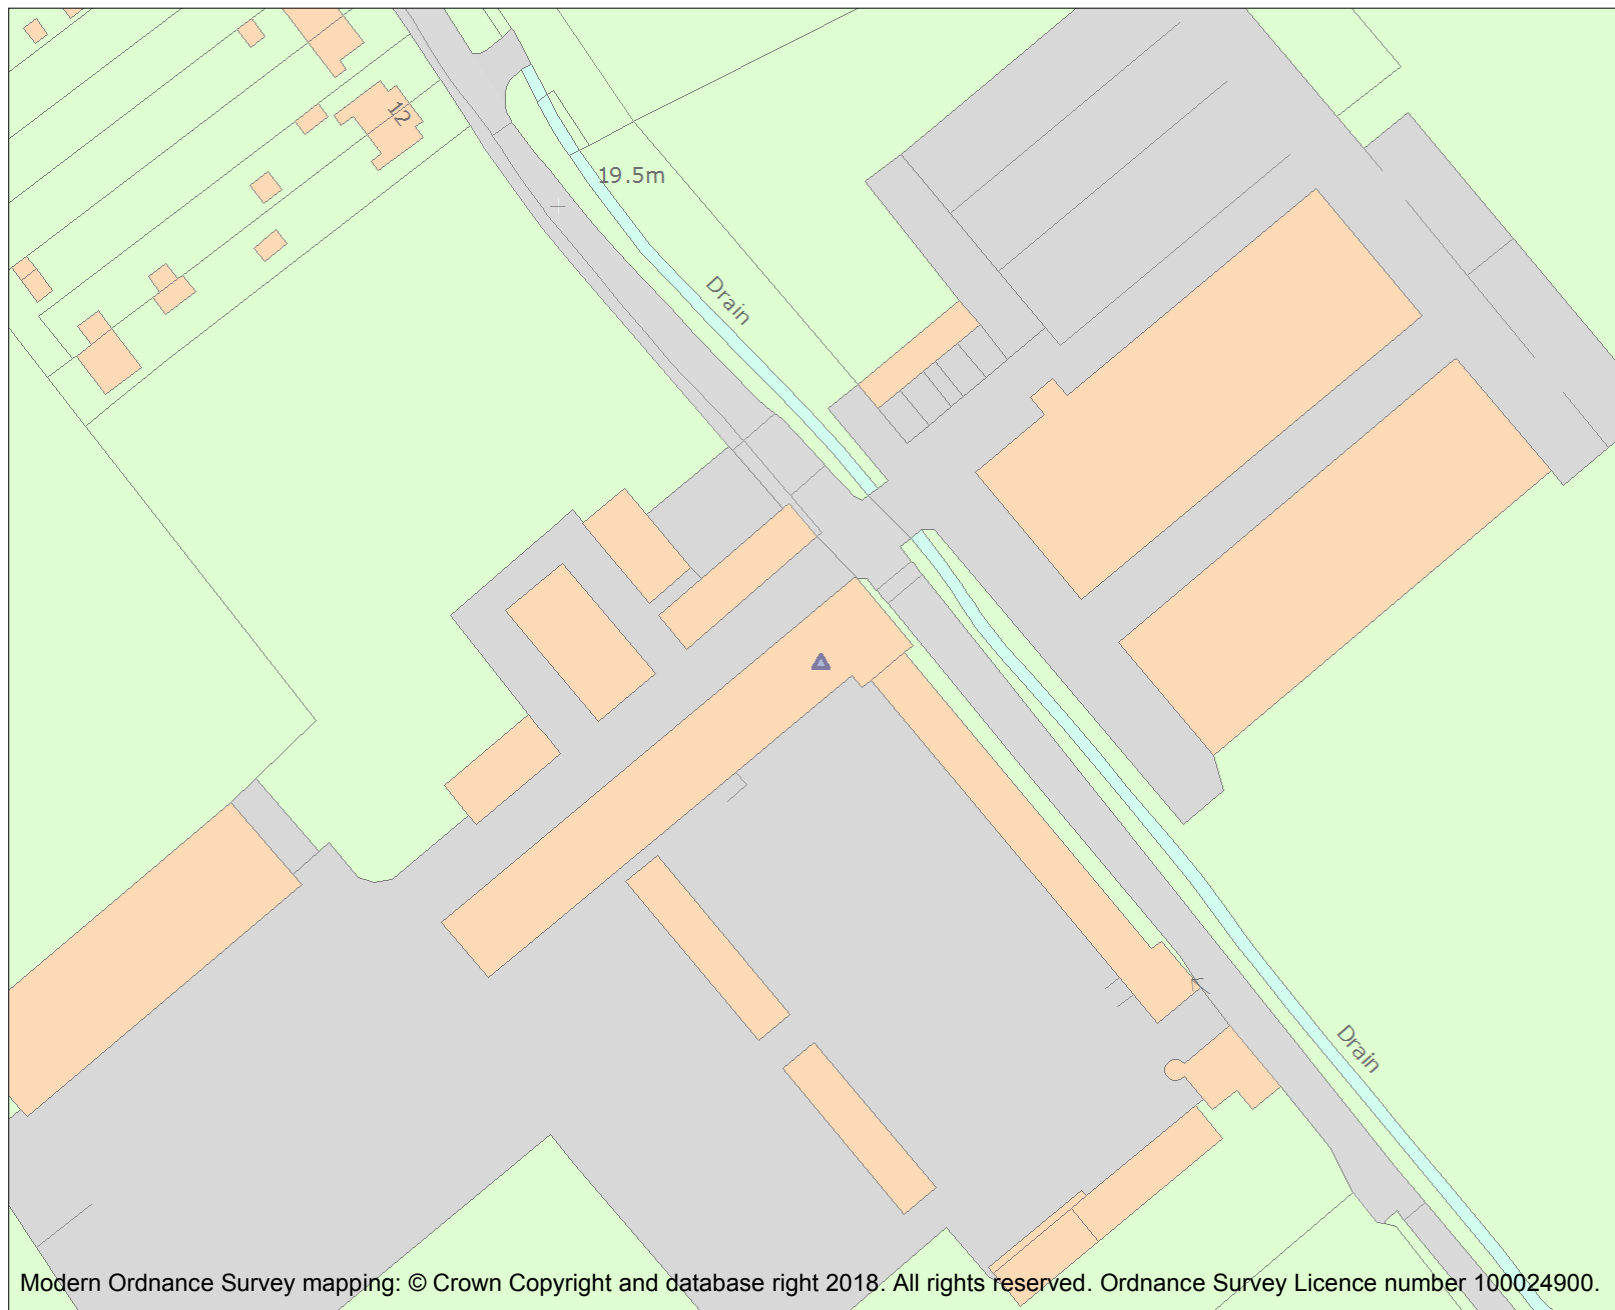 12
19.5m
Drain
Drain
Modern Ordnance Survey mapping: © Crown Copyright and database right 2018. All rights reserved. Ordnance Survey Licence number 100024900.